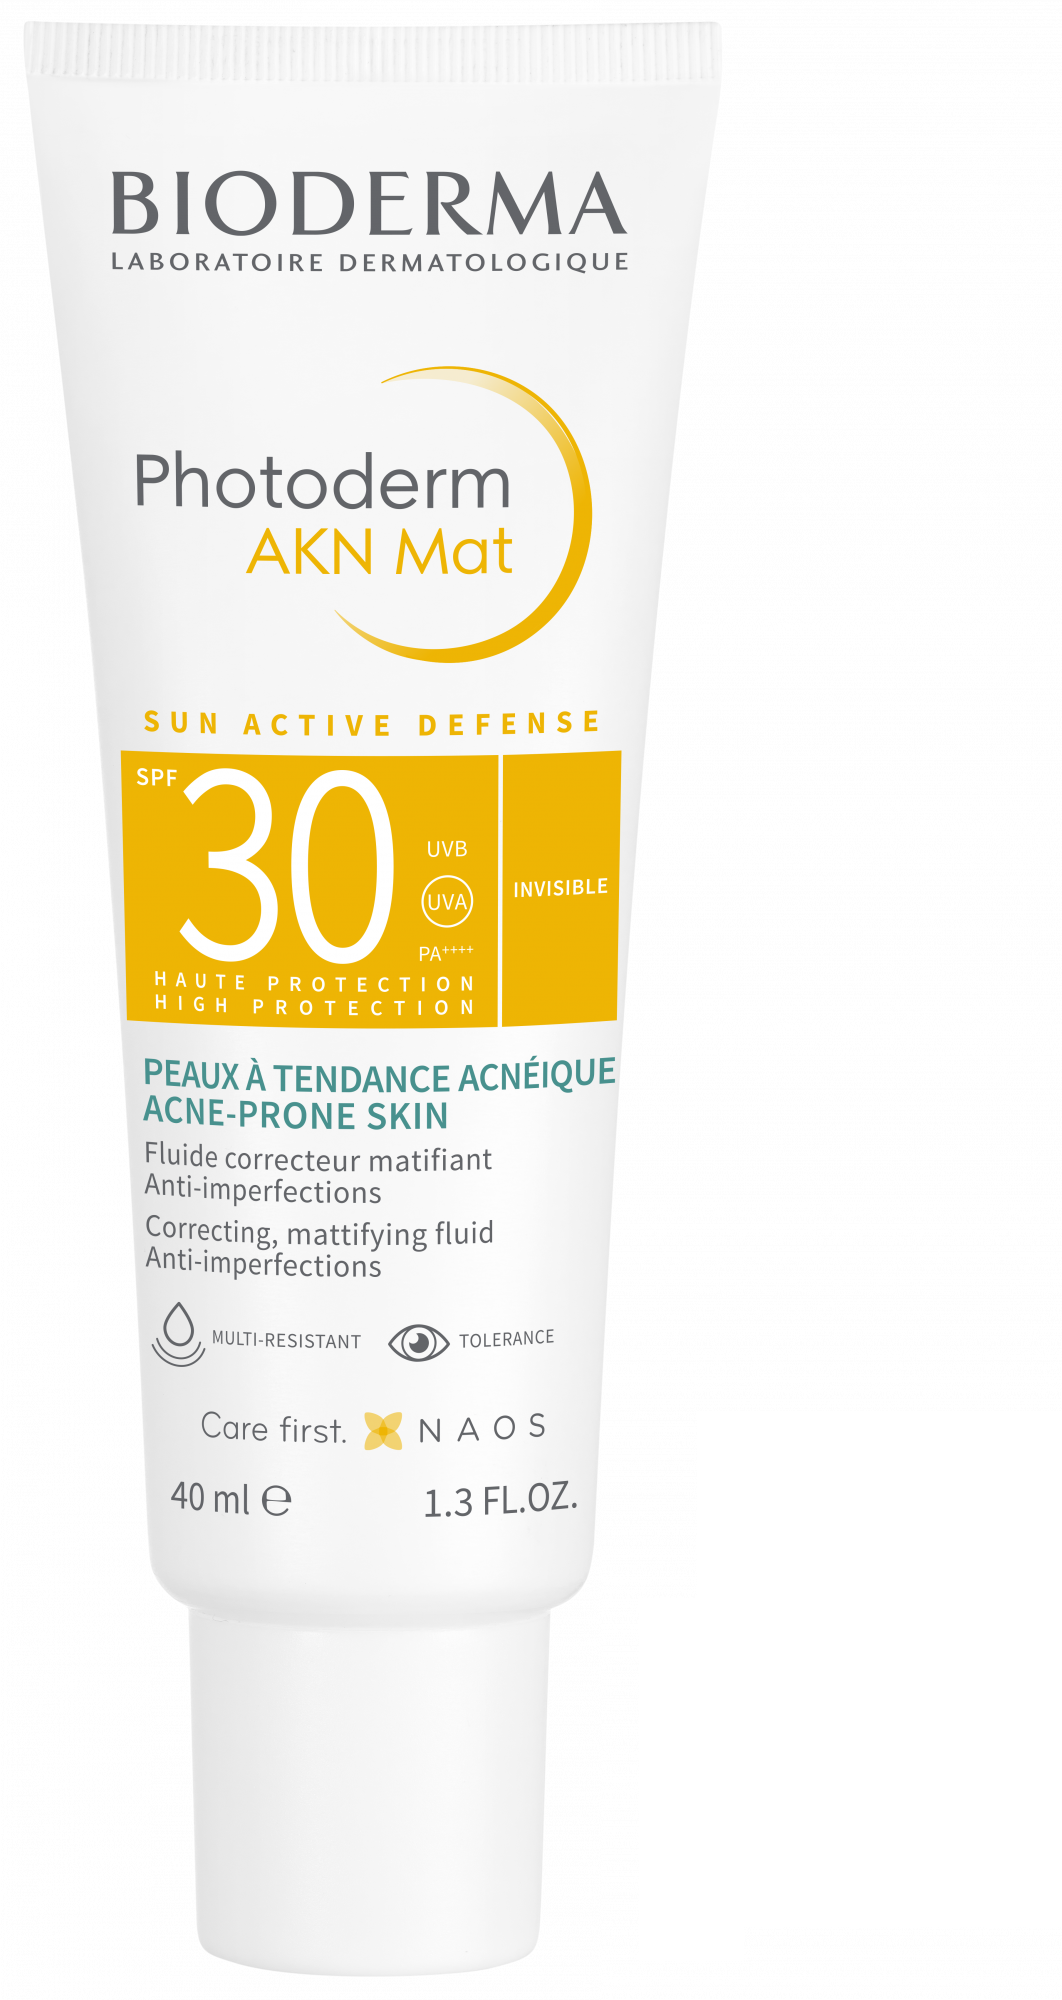 BIODERMA
LABORATOIRE DERMATOLOGIQUE
Photoderm
AKN Mat
SUN ACTIVE DEFENSE
SPF 30
UVB
UVA
PA++++
INVISIBLE
HAUTE PROTECTION
HIGH PROTECTION
PEAUX À TENDANCE ACNÉIQUE
ACNE-PRONE SKIN
Fluide correcteur matifiant
Anti-imperfections
Correcting, mattifying fluid
Anti-imperfections
MULTI-RESISTANT TOLERANCE
Care first. NAOS
40 ml ℮ 1.3 FL.OZ.